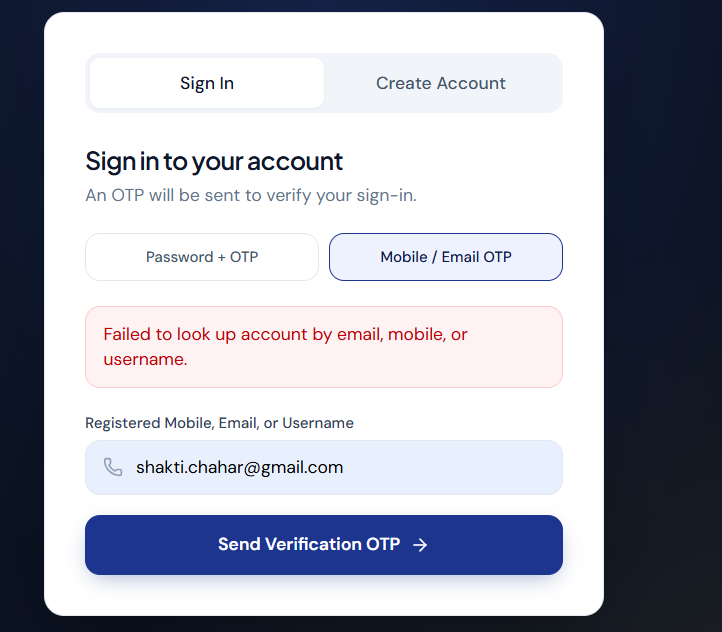 Sign In
Create Account
Sign in to your account
An OTP will be sent to verify your sign-in.
Password + OTP
Mobile / Email OTP
Failed to look up account by email, mobile, or
username.
Registered Mobile, Email, or Username
shakti.chahar@gmail.com
Send Verification OTP →